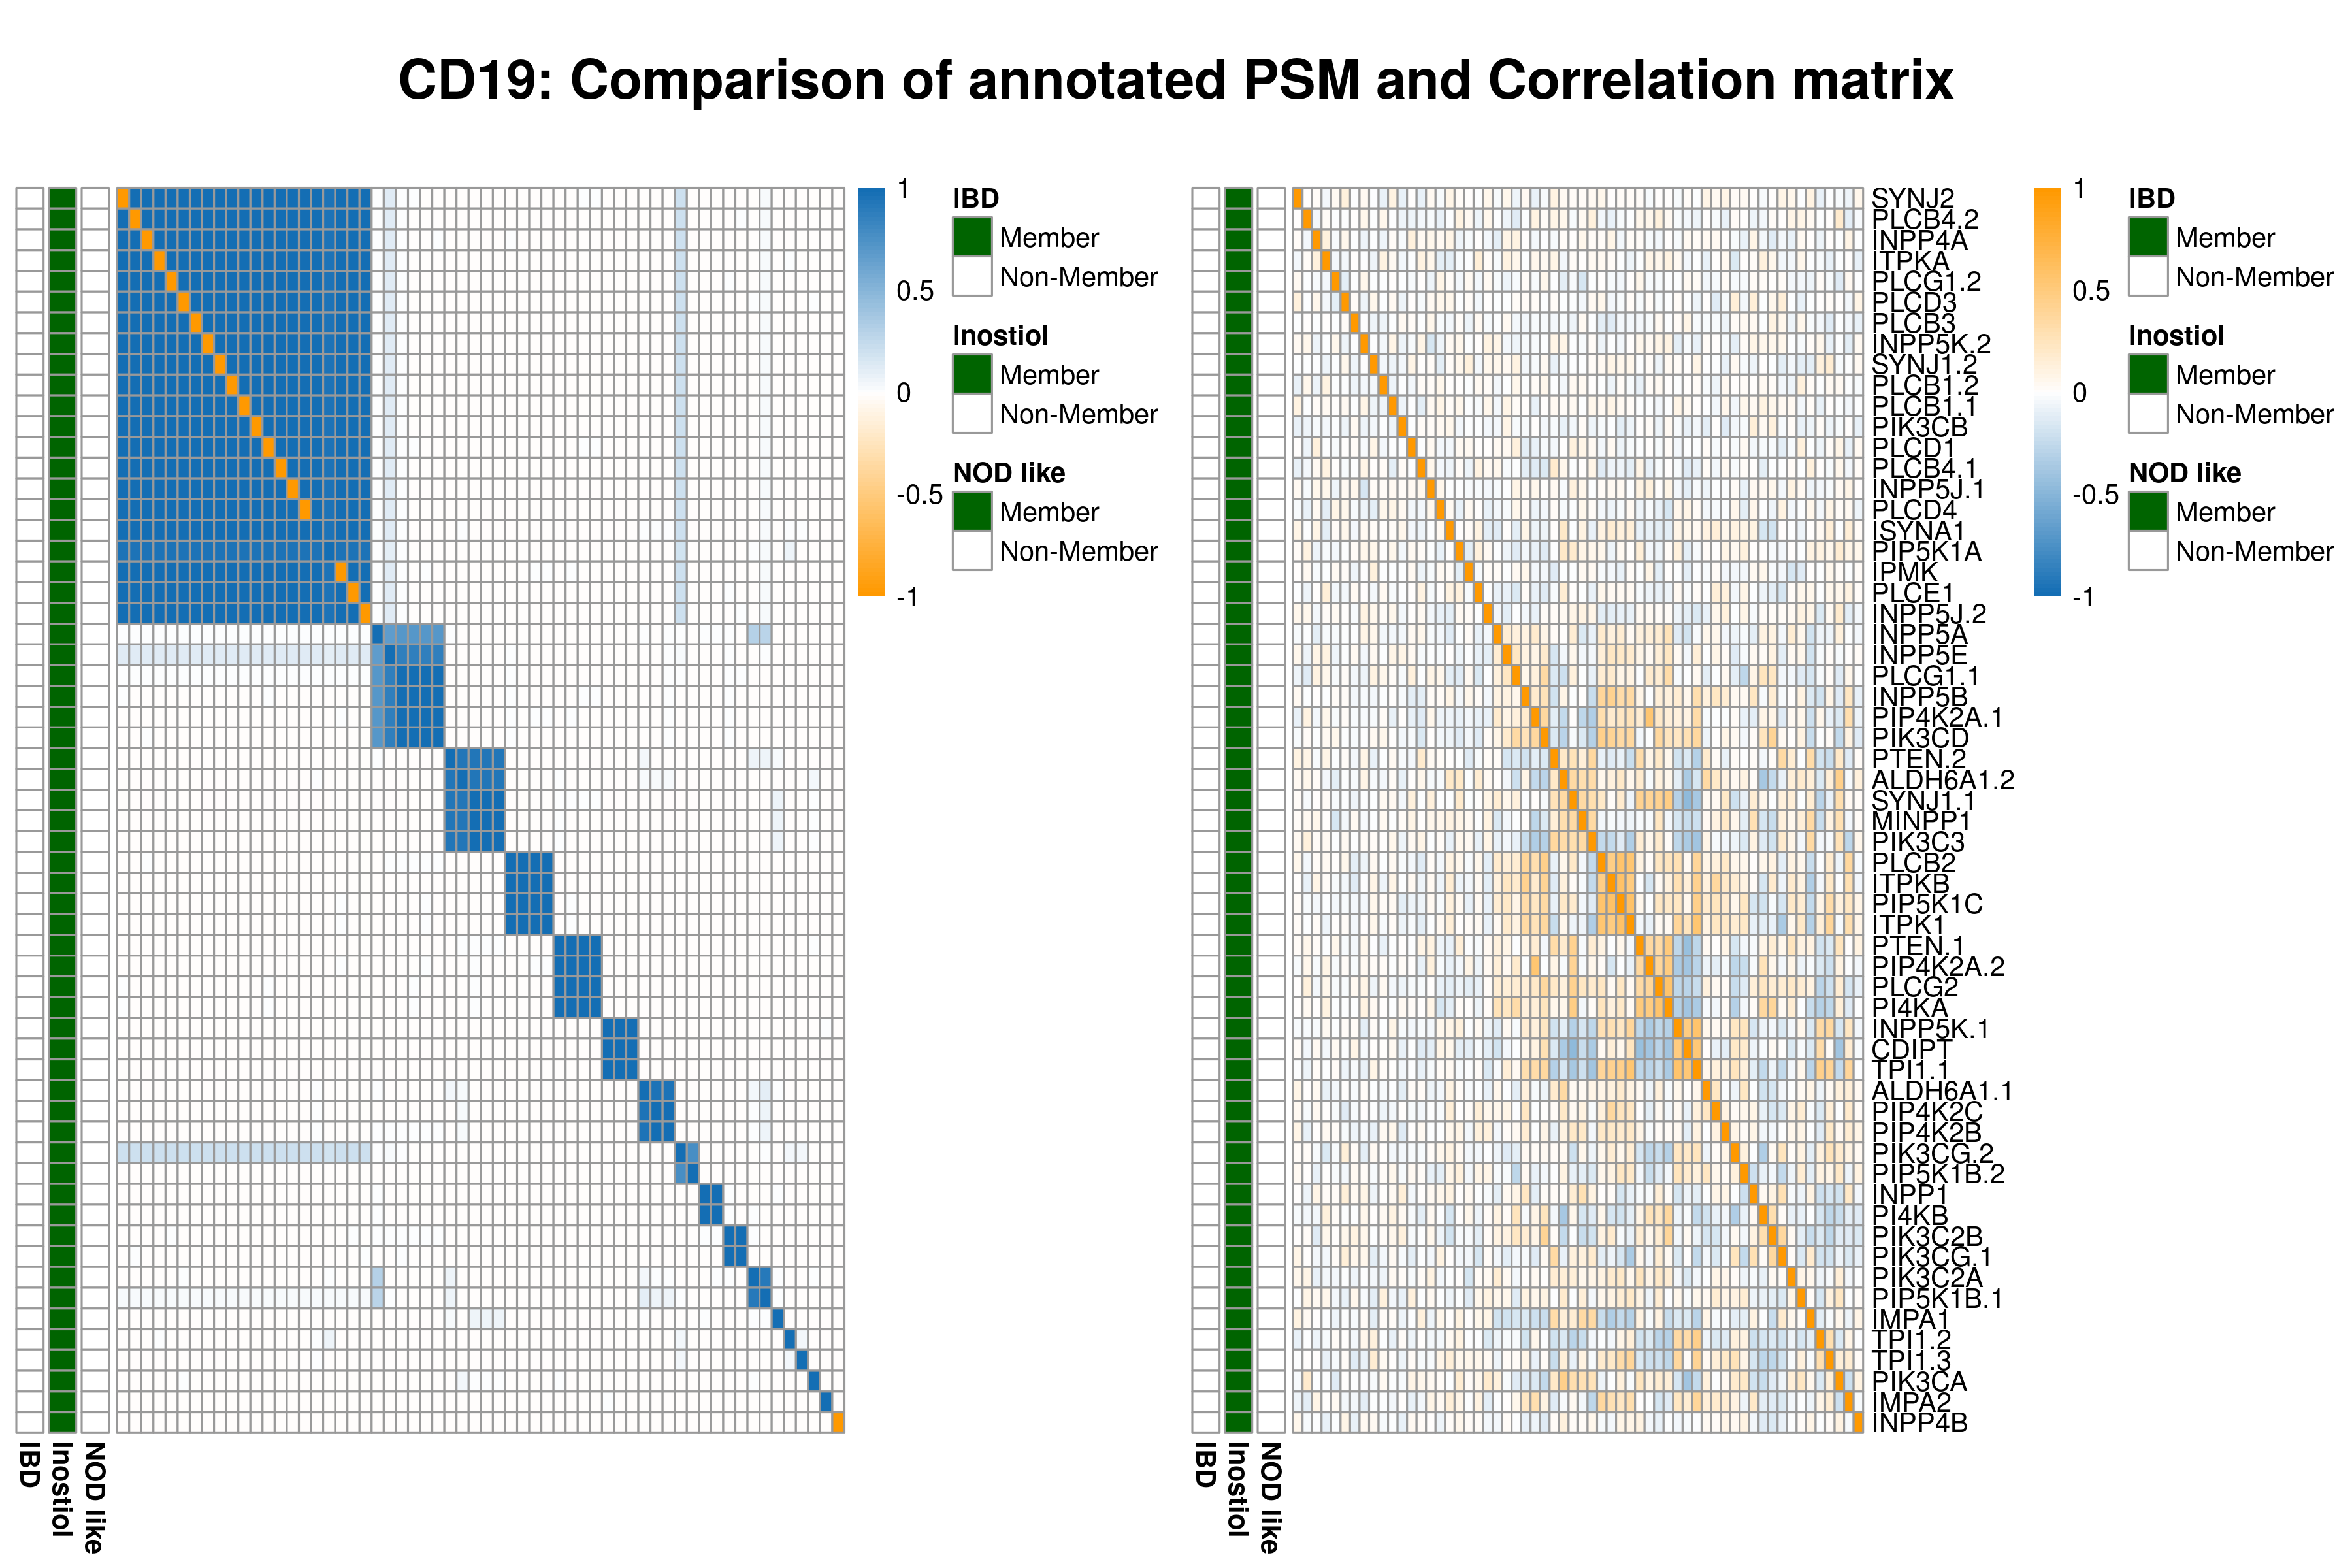 CD19: Comparison of annotated PSM and Correlation matrix
1
0.5
0
-0.5
-1
IBD
Member
Non-Member
Inostiol
Member
Non-Member
NOD like
Member
Non-Member
IBD
Inostiol
NOD like
SYNJ2
PLCB4.2
INPP4A
ITPKA
PLCG1.2
PLCD3
PLCB3
INPP5K.2
SYNJ1.2
PLCB1.2
PLCB1.1
PIK3CB
PLCD1
PLCB4.1
INPP5J.1
PLCD4
ISYNA1
PIP5K1A
IPMK
PLCE1
INPP5J.2
INPP5A
INPP5E
PLCG1.1
INPP5B
PIP4K2A.1
PIK3CD
PTEN.2
ALDH6A1.2
SYNJ1.1
MINPP1
PIK3C3
PLCB2
ITPKB
PIP5K1C
ITPK1
PTEN.1
PIP4K2A.2
PLCG2
PI4KA
INPP5K.1
CDIPT
TPI1.1
ALDH6A1.1
PIP4K2C
PIP4K2B
PIK3CG.2
PIP5K1B.2
INPP1
PI4KB
PIK3C2B
PIK3CG.1
PIK3C2A
PIP5K1B.1
IMPA1
TPI1.2
TPI1.3
PIK3CA
IMPA2
INPP4B
1
0.5
0
-0.5
-1
IBD
Member
Non-Member
Inostiol
Member
Non-Member
NOD like
Member
Non-Member
IBD
Inostiol
NOD like